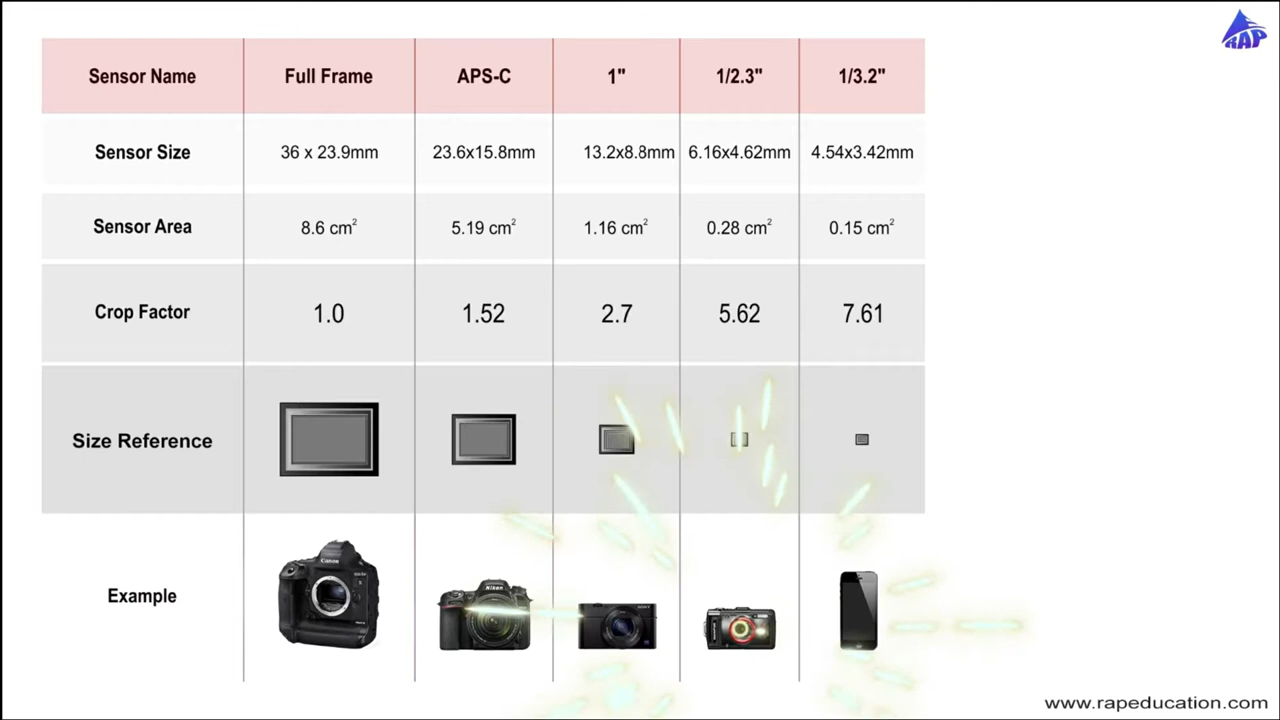 RAP
Sensor Name Full Frame APS-C 1" 1/2.3" 1/3.2"
Sensor Size 36 x 23.9mm 23.6x15.8mm 13.2x8.8mm 6.16x4.62mm 4.54x3.42mm
Sensor Area 8.6 cm² 5.19 cm² 1.16 cm² 0.28 cm² 0.15 cm²
Crop Factor 1.0 1.52 2.7 5.62 7.61
Size Reference
Example
Canon
Nikon
www.rapeducation.com